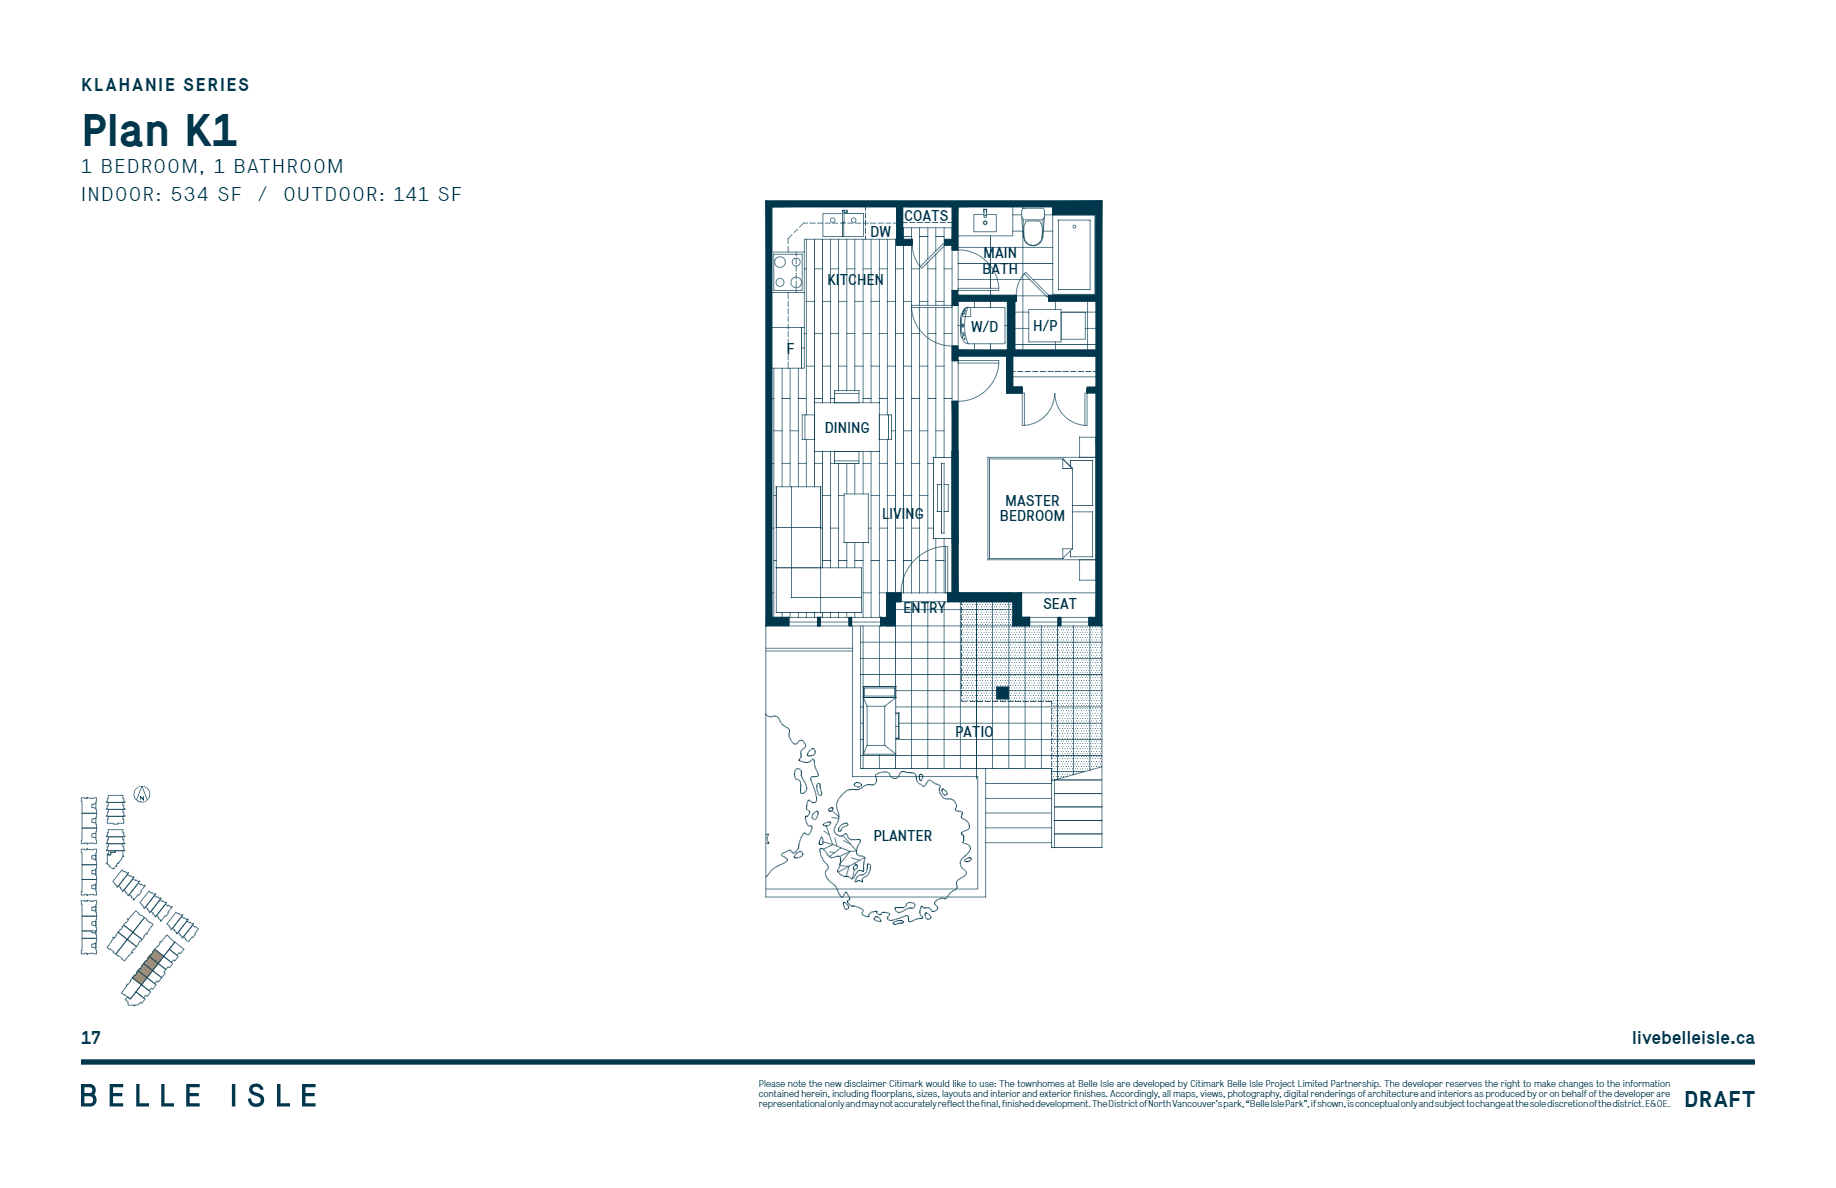 KLAHANIE SERIES
Plan K1
1 BEDROOM, 1 BATHROOM
INDOOR: 534 SF / OUTDOOR: 141 SF
COATS
DW
MAIN
BATH
KITCHEN
W/D
H/P
F
DINING
MASTER
BEDROOM
LIVING
ENTRY
SEAT
PATIO
PLANTER
N
17
livebelleisle.ca
BELLE ISLE
Please note the new disclaimer Citimark would like to use: The townhomes at Belle Isle are developed by Citimark Belle Isle Project Limited Partnership. The developer reserves the right to make changes to the information
contained herein, including floorplans, sizes, layouts and interior and exterior finishes. Accordingly, all maps, views, photography, digital renderings of architecture and interiors as produced by or on behalf of the developer are
representational only and may not accurately reflect the final, finished development. The District of North Vancouver's park, “Belle Isle Park”, if shown, is conceptual only and subject to change at the sole discretion of the district. E&OE.
DRAFT